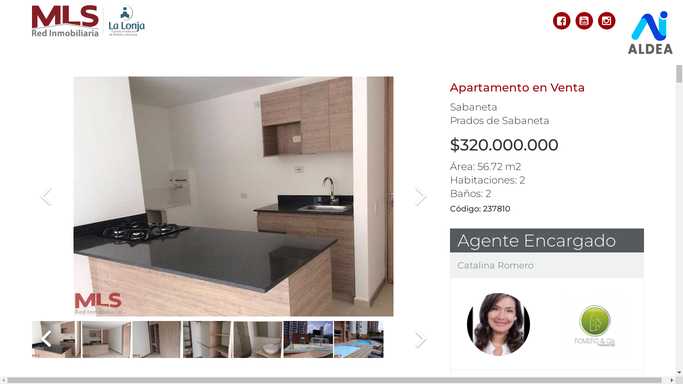 MLS
Red Inmobiliaria
La Lonja
ALDEA
Apartamento en Venta
Sabaneta
Prados de Sabaneta
$320.000.000
Área: 56.72 m2
Habitaciones: 2
Baños: 2
Código: 237810
Agente Encargado
Catalina Romero
ROMERO & CIA
MLS
Red Inmobiliaria